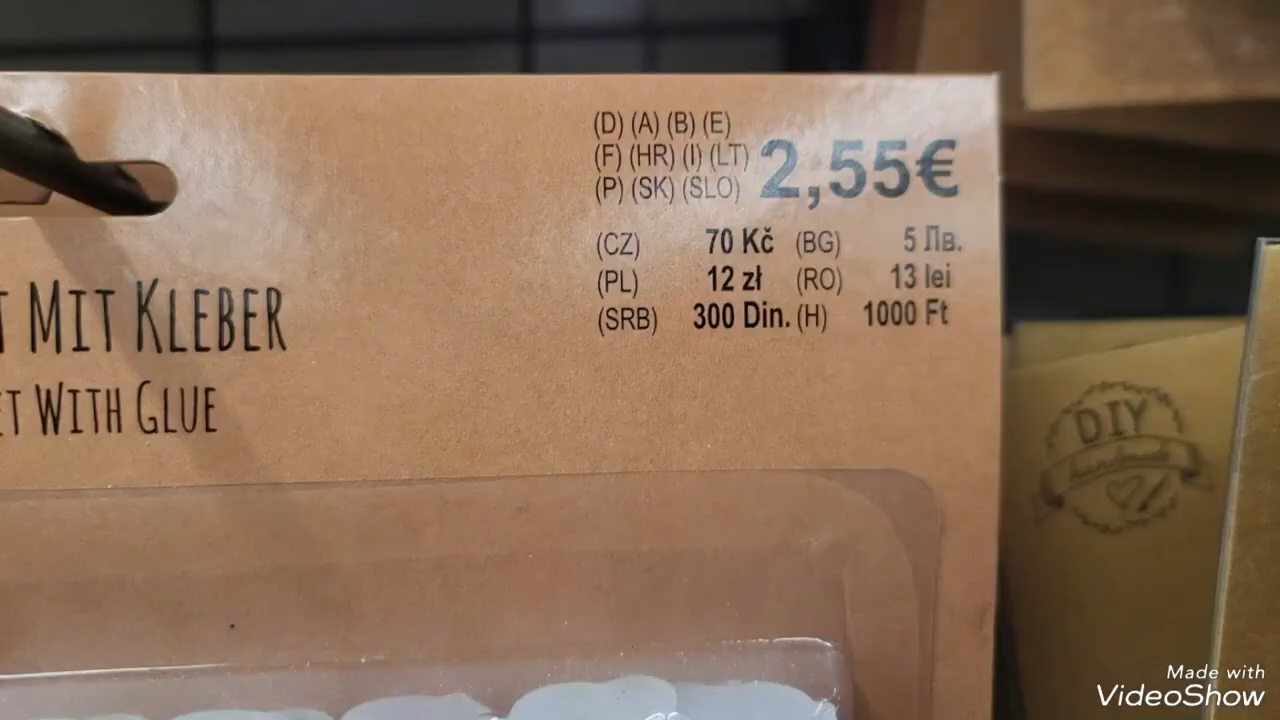 (D) (A) (B) (E)
(F) (HR) (I) (LT) 2,55€
(P) (SK) (SLO)
(CZ) 70 Kč (BG) 5 Лв.
(PL) 12 zł (RO) 13 lei
(SRB) 300 Din. (H) 1000 Ft
MIT KLEBER
WITH GLUE
DIY
handmade
Made with
VideoShow